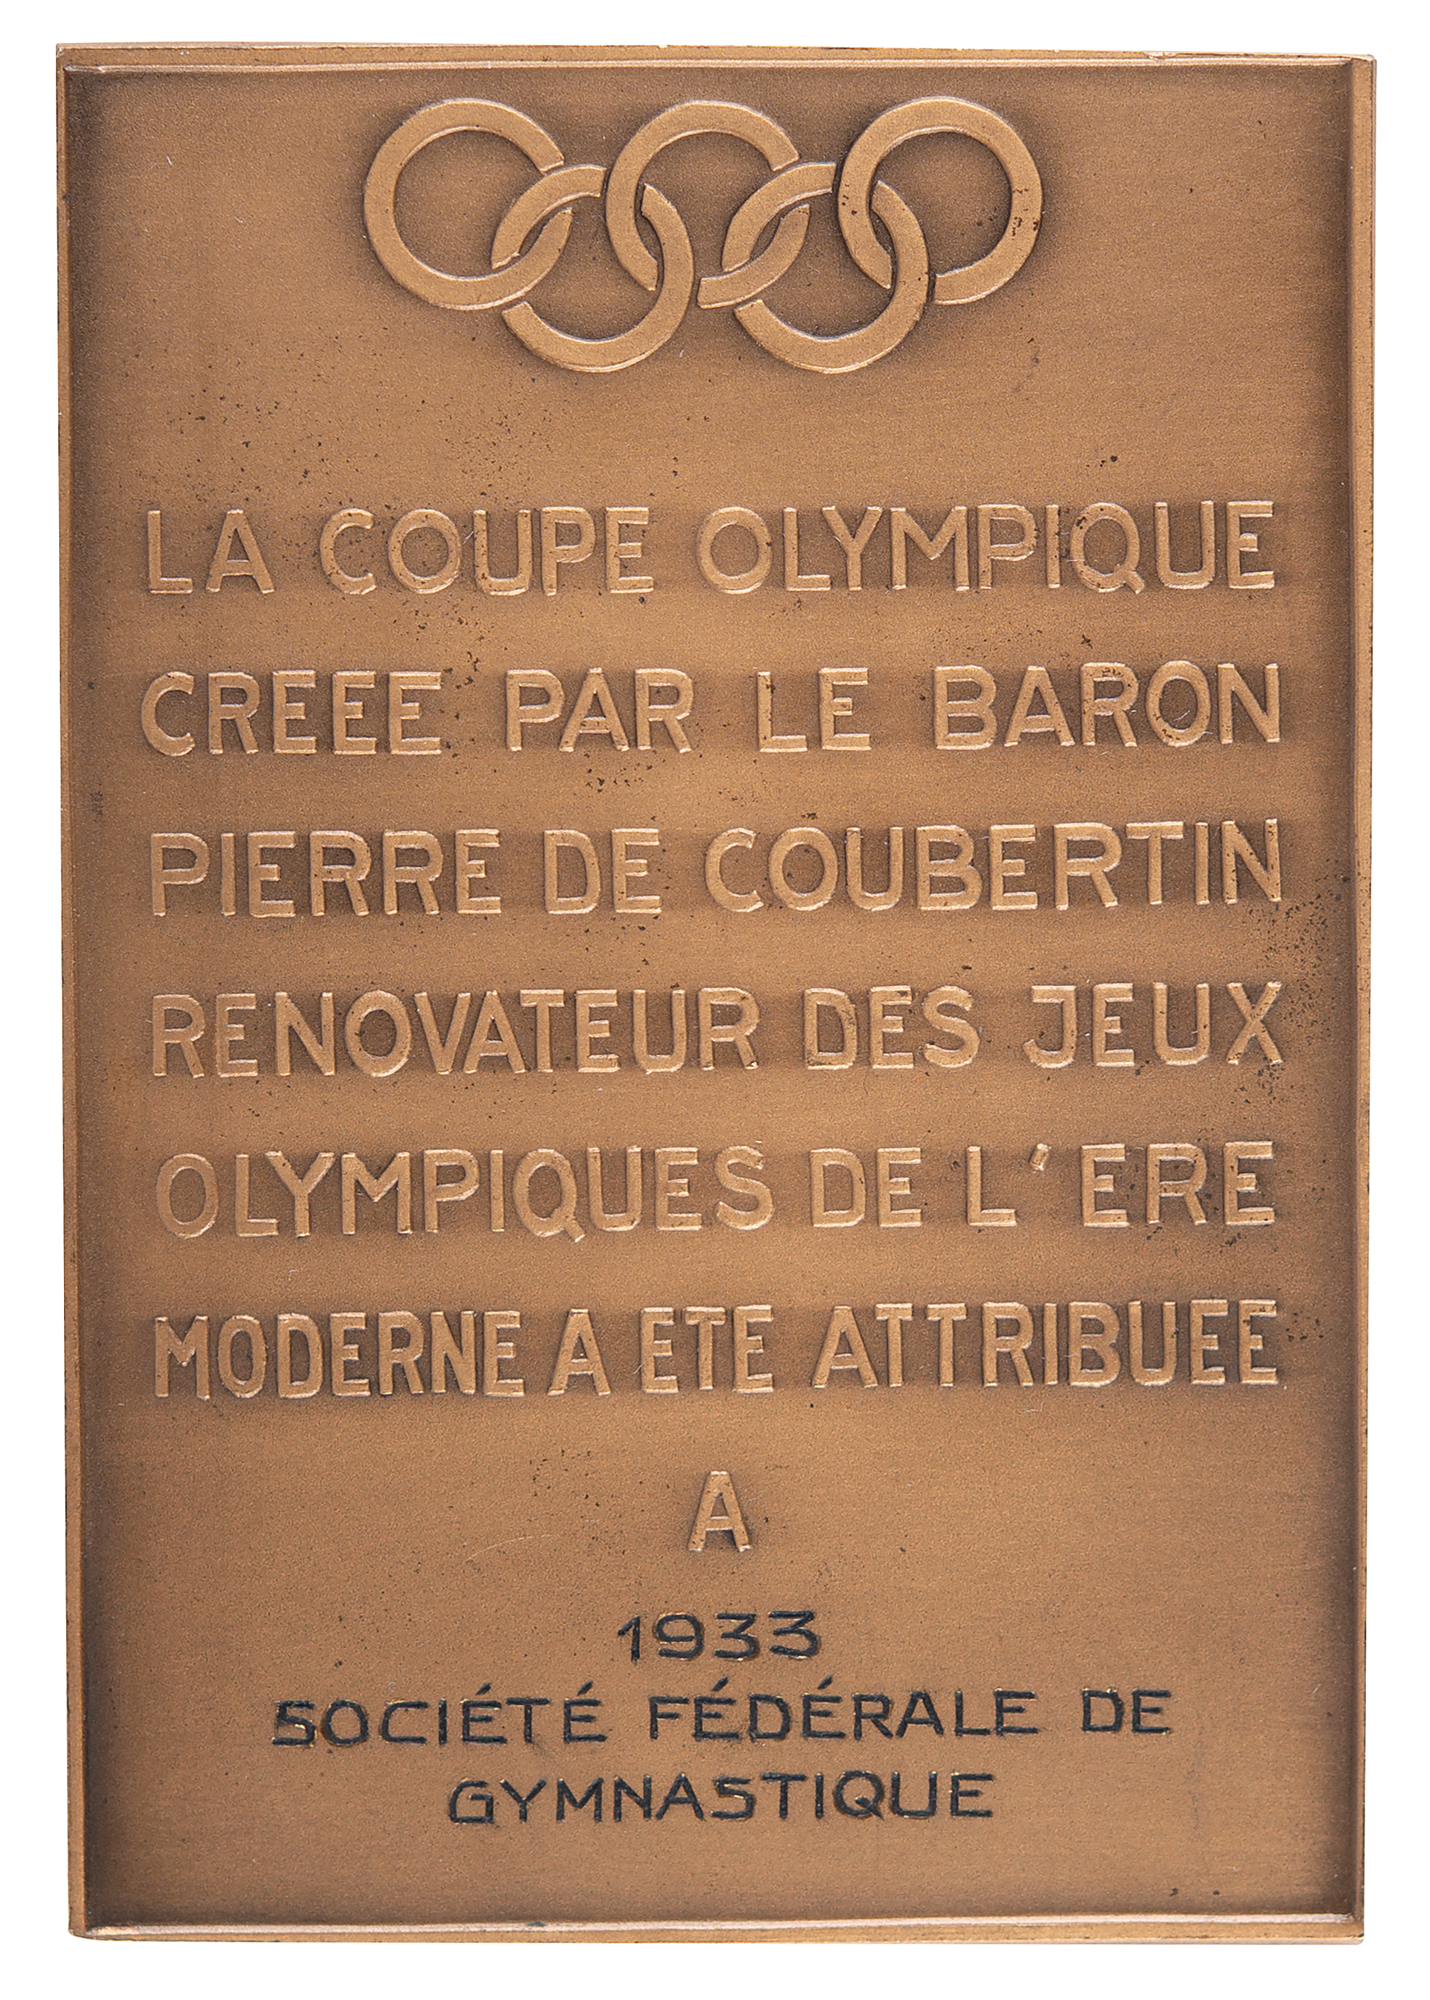 LA COUPE OLYMPIQUE
CREEE PAR LE BARON
PIERRE DE COUBERTIN
RENOVATEUR DES JEUX
OLYMPIQUES DE L'ERE
MODERNE A ETE ATTRIBUEE
A
1933
SOCIÉTÉ FÉDÉRALE DE
GYMNASTIQUE